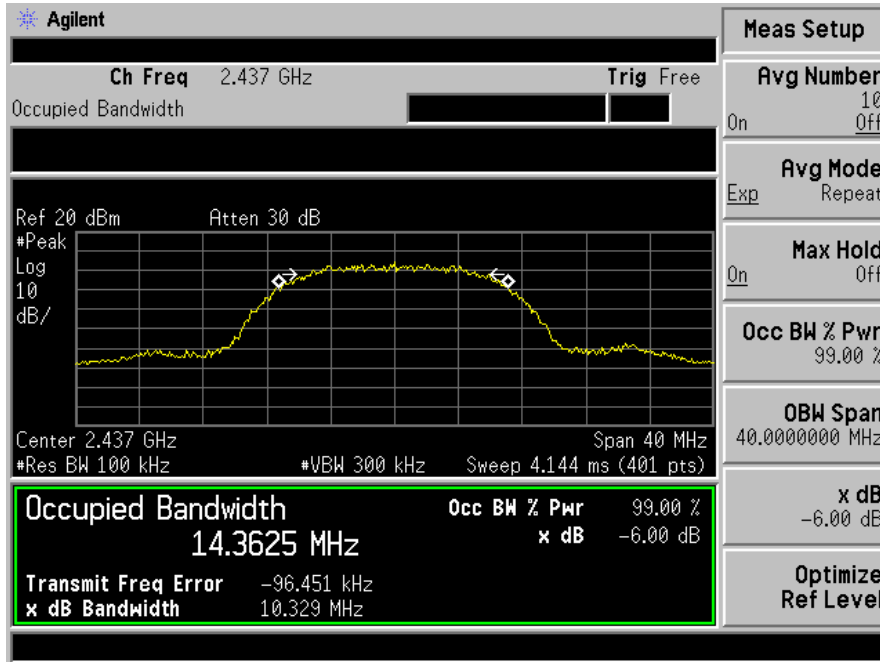 Agilent
Meas Setup
Ch Freq 2.437 GHz Trig Free
Occupied Bandwidth
Avg Number
10
On Off
Avg Mode
Exp Repeat
Ref 20 dBm Atten 30 dB
#Peak
Log
10
dB/
Max Hold
On Off
Occ BW % Pwr
99.00 %
OBW Span
40.0000000 MHz
Center 2.437 GHz Span 40 MHz
#Res BW 100 kHz #VBW 300 kHz Sweep 4.144 ms (401 pts)
Occupied Bandwidth Occ BW % Pwr 99.00 %
14.3625 MHz x dB -6.00 dB
Transmit Freq Error -96.451 kHz
x dB Bandwidth 10.329 MHz
x dB
-6.00 dB
Optimize
Ref Level